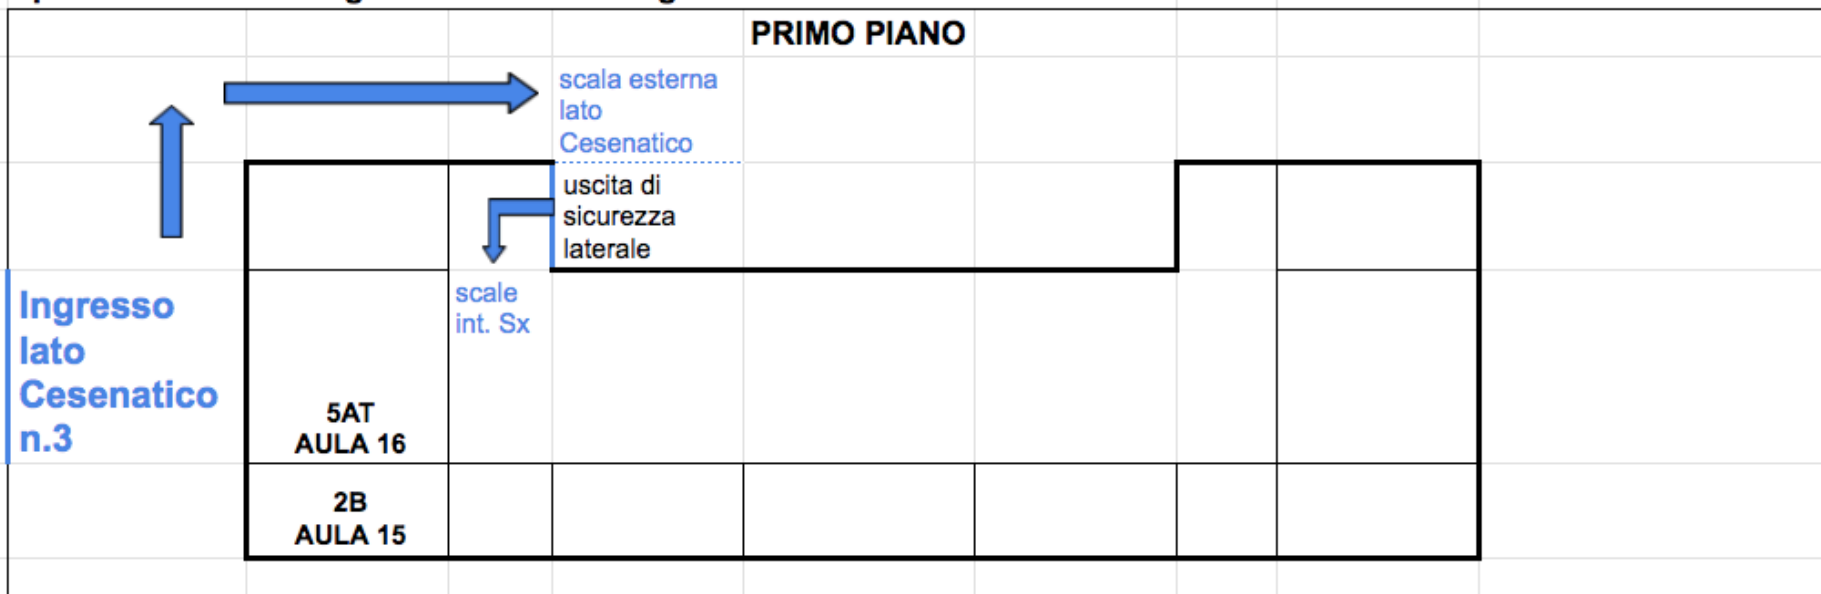 PRIMO PIANO
scala esterna
lato
Cesenatico
uscita di
sicurezza
laterale
scale
int. Sx
Ingresso
lato
Cesenatico
n.3
5AT
AULA 16
2B
AULA 15